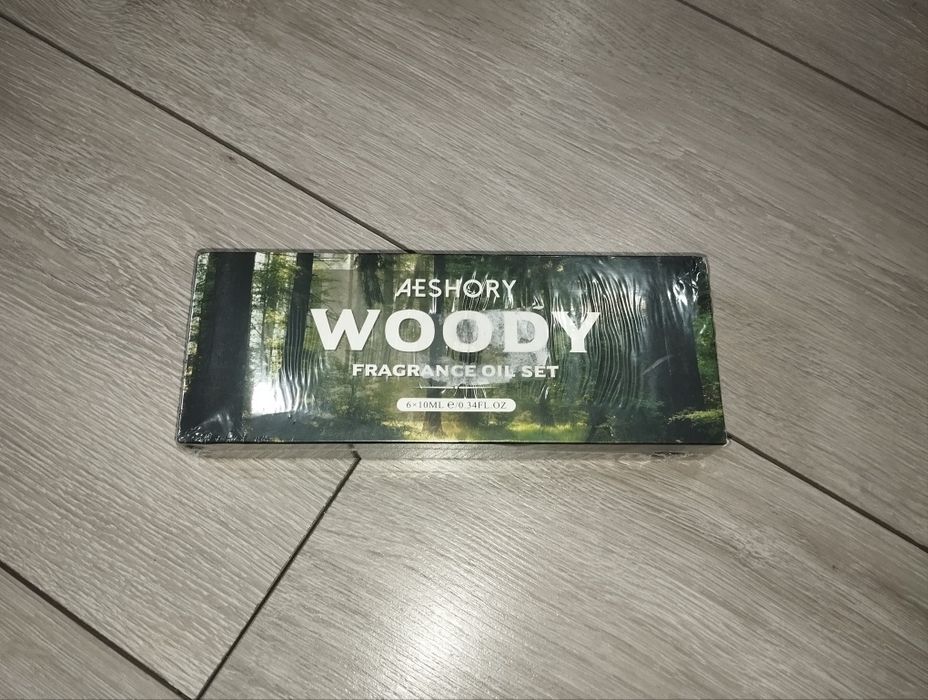 AESHORY
WOODY
FRAGRANCE OIL SET
6×10ML ℮/0.34FL.OZ